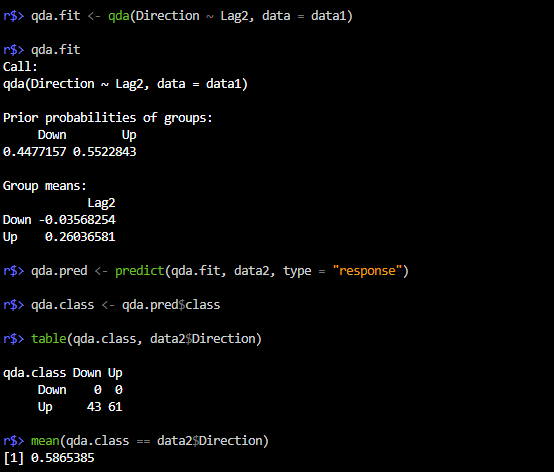 r$> qda.fit <- qda(Direction ~ Lag2, data = data1)
r$> qda.fit
Call:
qda(Direction ~ Lag2, data = data1)
Prior probabilities of groups:
     Down        Up
0.4477157 0.5522843
Group means:
            Lag2
Down -0.03568254
Up    0.26036581
r$> qda.pred <- predict(qda.fit, data2, type = "response")
r$> qda.class <- qda.pred$class
r$> table(qda.class, data2$Direction)
qda.class Down Up
     Down    0  0
     Up     43 61
r$> mean(qda.class == data2$Direction)
[1] 0.5865385